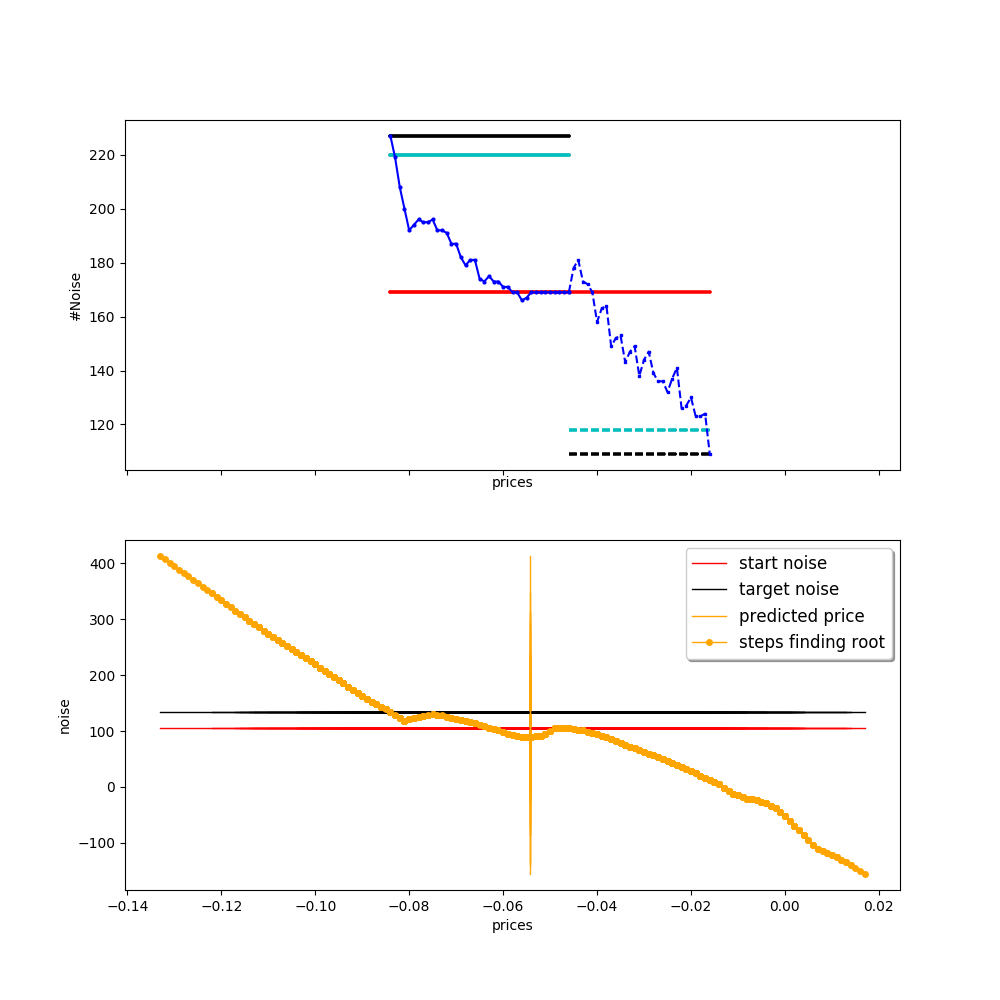 220
200
180
160
140
120
#Noise
prices
400
300
200
100
0
−100
noise
start noise
target noise
predicted price
steps finding root
−0.14 −0.12 −0.10 −0.08 −0.06 −0.04 −0.02 0.00 0.02
prices